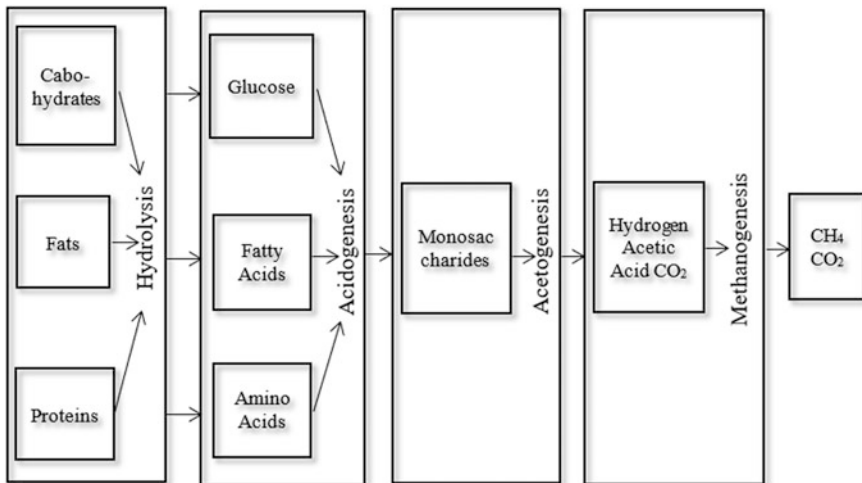 Cabo-
hydrates
Fats
Proteins
Hydrolysis
Glucose
Fatty
Acids
Amino
Acids
Acidogenesis
Monosac
charides
Acetogenesis
Hydrogen
Acetic
Acid CO₂
Methanogenesis
CH₄
CO₂